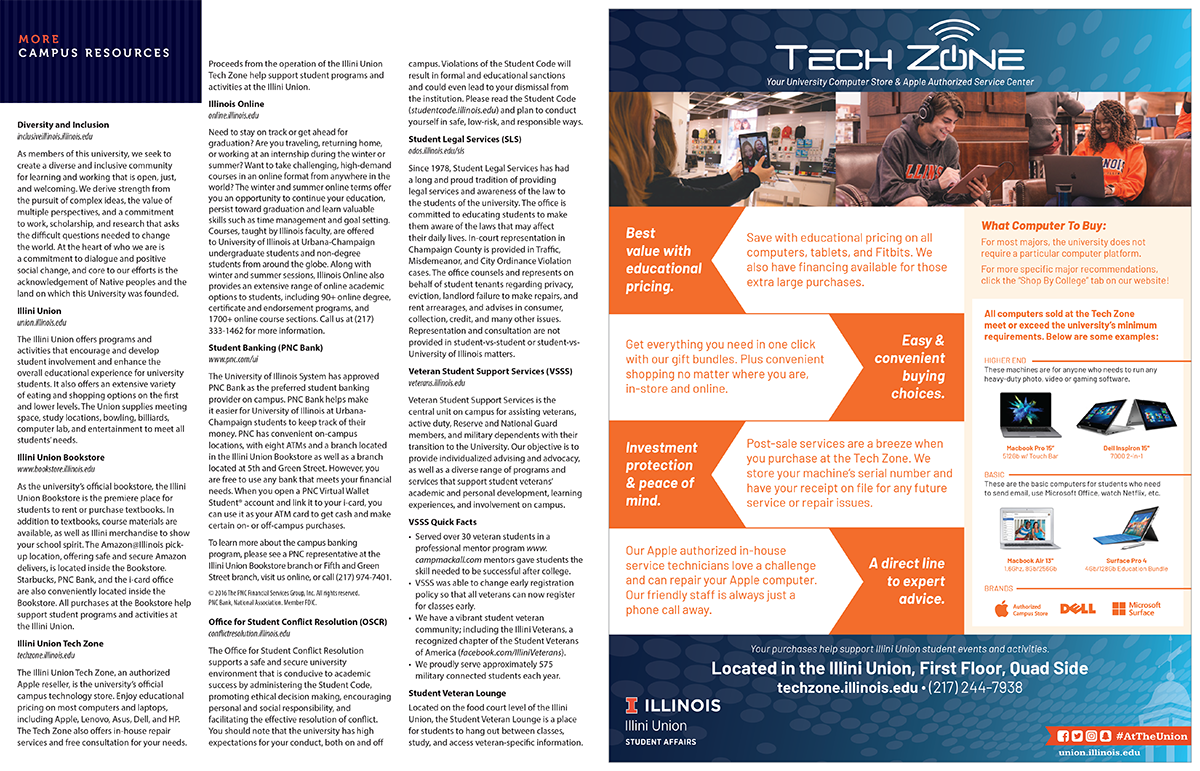 MORE
CAMPUS RESOURCES
Diversity and Inclusion
inclusiveillinois.illinois.edu
As members of this university, we seek to
create a diverse and inclusive community
for learning and working that is open, just,
and welcoming. We derive strength from
the pursuit of complex ideas, the value of
multiple perspectives, and a commitment
to work, scholarship, and research that asks
the difficult questions needed to change
the world. At the heart of who we are is
a commitment to dialogue and positive
social change, and core to our efforts is the
acknowledgement of Native peoples and the
land on which this University was founded.
Illini Union
union.illinois.edu
The Illini Union offers programs and
activities that encourage and develop
student involvement and enhance the
overall educational experience for university
students. It also offers an extensive variety
of eating and shopping options on the first
and lower levels. The Union supplies meeting
space, study locations, bowling, billiards,
computer lab, and entertainment to meet all
students' needs.
Illini Union Bookstore
www.bookstore.illinois.edu
As the university's official bookstore, the Illini
Union Bookstore is the premiere place for
students to rent or purchase textbooks. In
addition to textbooks, course materials are
available, as well as Illini merchandise to show
your school spirit. The Amazon@Illinois pick-
up location, offering safe and secure Amazon
delivers, is located inside the Bookstore.
Starbucks, PNC Bank, and the i-card office
are also conveniently located inside the
Bookstore. All purchases at the Bookstore help
support student programs and activities at
the Illini Union.
Illini Union Tech Zone
techzone.illinois.edu
The Illini Union Tech Zone, an authorized
Apple reseller, is the university's official
campus technology store. Enjoy educational
pricing on most computers and laptops,
including Apple, Lenovo, Asus, Dell, and HP.
The Tech Zone also offers in-house repair
services and free consultation for your needs.
Proceeds from the operation of the Illini Union
Tech Zone help support student programs and
activities at the Illini Union.
Illinois Online
online.illinois.edu
Need to stay on track or get ahead for
graduation? Are you traveling, returning home,
or working at an internship during the winter or
summer? Want to take challenging, high-demand
courses in an online format from anywhere in the
world? The winter and summer online terms offer
you an opportunity to continue your education,
persist toward graduation and learn valuable
skills such as time management and goal setting.
Courses, taught by Illinois faculty, are offered
to University of Illinois at Urbana-Champaign
undergraduate students and non-degree
students from around the globe. Along with
winter and summer sessions, Illinois Online also
provides an extensive range of online academic
options to students, including 90+ online degree,
certificate and endorsement programs, and
1700+ online course sections. Call us at (217)
333-1462 for more information.
Student Banking (PNC Bank)
www.pnc.com/ui
The University of Illinois System has approved
PNC Bank as the preferred student banking
provider on campus. PNC Bank helps make
it easier for University of Illinois at Urbana-
Champaign students to keep track of their
money. PNC has convenient on-campus
locations, with eight ATMs and a branch located
in the Illini Union Bookstore as well as a branch
located at 5th and Green Street. However, you
are free to use any bank that meets your financial
needs. When you open a PNC Virtual Wallet
Student® account and link it to your i-card, you
can use it as your ATM card to get cash and make
certain on- or off-campus purchases.
To learn more about the campus banking
program, please see a PNC representative at the
Illini Union Bookstore branch or Fifth and Green
Street branch, visit us online, or call (217) 974-7401.
© 2016 The PNC Financial Services Group, Inc. All rights reserved.
PNC Bank, National Association. Member FDIC.
Office for Student Conflict Resolution (OSCR)
conflictresolution.illinois.edu
The Office for Student Conflict Resolution
supports a safe and secure university
environment that is conducive to academic
success by administering the Student Code,
promoting ethical decision making, encouraging
personal and social responsibility, and
facilitating the effective resolution of conflict.
You should note that the university has high
expectations for your conduct, both on and off
campus. Violations of the Student Code will
result in formal and educational sanctions
and could even lead to your dismissal from
the institution. Please read the Student Code
(studentcode.illinois.edu) and plan to conduct
yourself in safe, low-risk, and responsible ways.
Student Legal Services (SLS)
odos.illinois.edu/sls
Since 1978, Student Legal Services has had
a long and proud tradition of providing
legal services and awareness of the law to
the students of the university. The office is
committed to educating students to make
them aware of the laws that may affect
their daily lives. In-court representation in
Champaign County is provided in Traffic,
Misdemeanor, and City Ordinance Violation
cases. The office counsels and represents on
behalf of student tenants regarding privacy,
eviction, landlord failure to make repairs, and
rent arrearages, and advises in consumer,
collection, credit, and many other issues.
Representation and consultation are not
provided in student-vs-student or student-vs-
University of Illinois matters.
Veteran Student Support Services (VSSS)
veterans.illinois.edu
Veteran Student Support Services is the
central unit on campus for assisting veterans,
active duty, Reserve and National Guard
members, and military dependents with their
transition to the University. Our objective is to
provide individualized advising and advocacy,
as well as a diverse range of programs and
services that support student veterans'
academic and personal development, learning
experiences, and involvement on campus.
VSSS Quick Facts
• Served over 30 veteran students in a
professional mentor program www.
campmackall.com mentors gave students the
skill needed to be successful after college.
• VSSS was able to change early registration
policy so that all veterans can now register
for classes early.
• We have a vibrant student veteran
community; including the Illini Veterans, a
recognized chapter of the Student Veterans
of America (facebook.com/IlliniVeterans).
• We proudly serve approximately 575
military connected students each year.
Student Veteran Lounge
Located on the food court level of the Illini
Union, the Student Veteran Lounge is a place
for students to hang out between classes,
study, and access veteran-specific information.
TECH ZONE
Your University Computer Store & Apple Authorized Service Center
ILLINI
ILLINOIS
Best
value with
educational
pricing.
Save with educational pricing on all
computers, tablets, and Fitbits. We
also have financing available for those
extra large purchases.
Get everything you need in one click
with our gift bundles. Plus convenient
shopping no matter where you are,
in-store and online.
Easy &
convenient
buying
choices.
Investment
protection
& peace of
mind.
Post-sale services are a breeze when
you purchase at the Tech Zone. We
store your machine's serial number and
have your receipt on file for any future
service or repair issues.
Our Apple authorized in-house
service technicians love a challenge
and can repair your Apple computer.
Our friendly staff is always just a
phone call away.
A direct line
to expert
advice.
What Computer To Buy:
For most majors, the university does not
require a particular computer platform.
For more specific major recommendations,
click the "Shop By College" tab on our website!
All computers sold at the Tech Zone
meet or exceed the university's minimum
requirements. Below are some examples:
HIGHER END
These machines are for anyone who needs to run any
heavy-duty photo, video or gaming software.
Macbook Pro 15"
512Gb w/ Touch Bar
Dell Inspiron 15"
7000 2-in-1
BASIC
These are the basic computers for students who need
to send email, use Microsoft Office, watch Netflix, etc.
Macbook Air 13"
1.6Ghz, 8Gb/256Gb
Surface Pro 4
4Gb/128Gb Education Bundle
BRANDS
Authorized
Campus Store
DELL
Microsoft
Surface
Your purchases help support Illini Union student events and activities.
Located in the Illini Union, First Floor, Quad Side
techzone.illinois.edu • (217) 244-7938
I ILLINOIS
Illini Union
STUDENT AFFAIRS
#AtTheUnion
union.illinois.edu